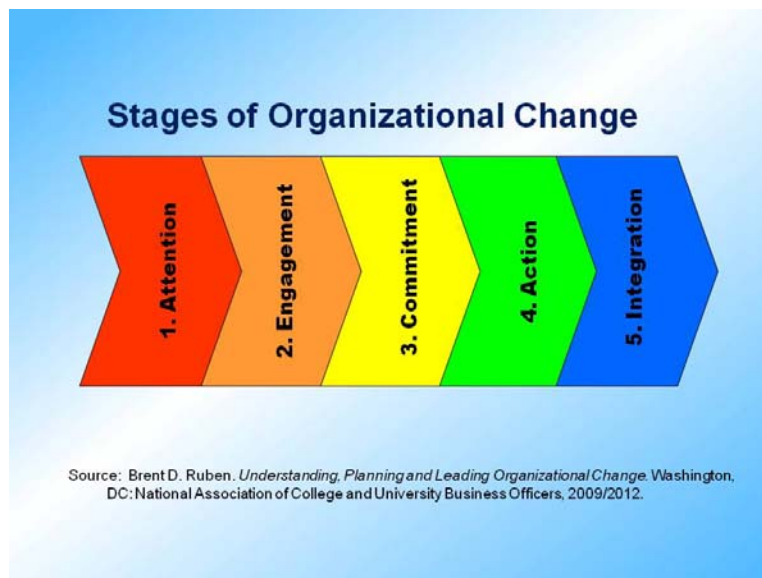 Stages of Organizational Change
1. Attention
2. Engagement
3. Commitment
4. Action
5. Integration
Source: Brent D. Ruben. Understanding, Planning and Leading Organizational Change. Washington,
DC: National Association of College and University Business Officers, 2009/2012.